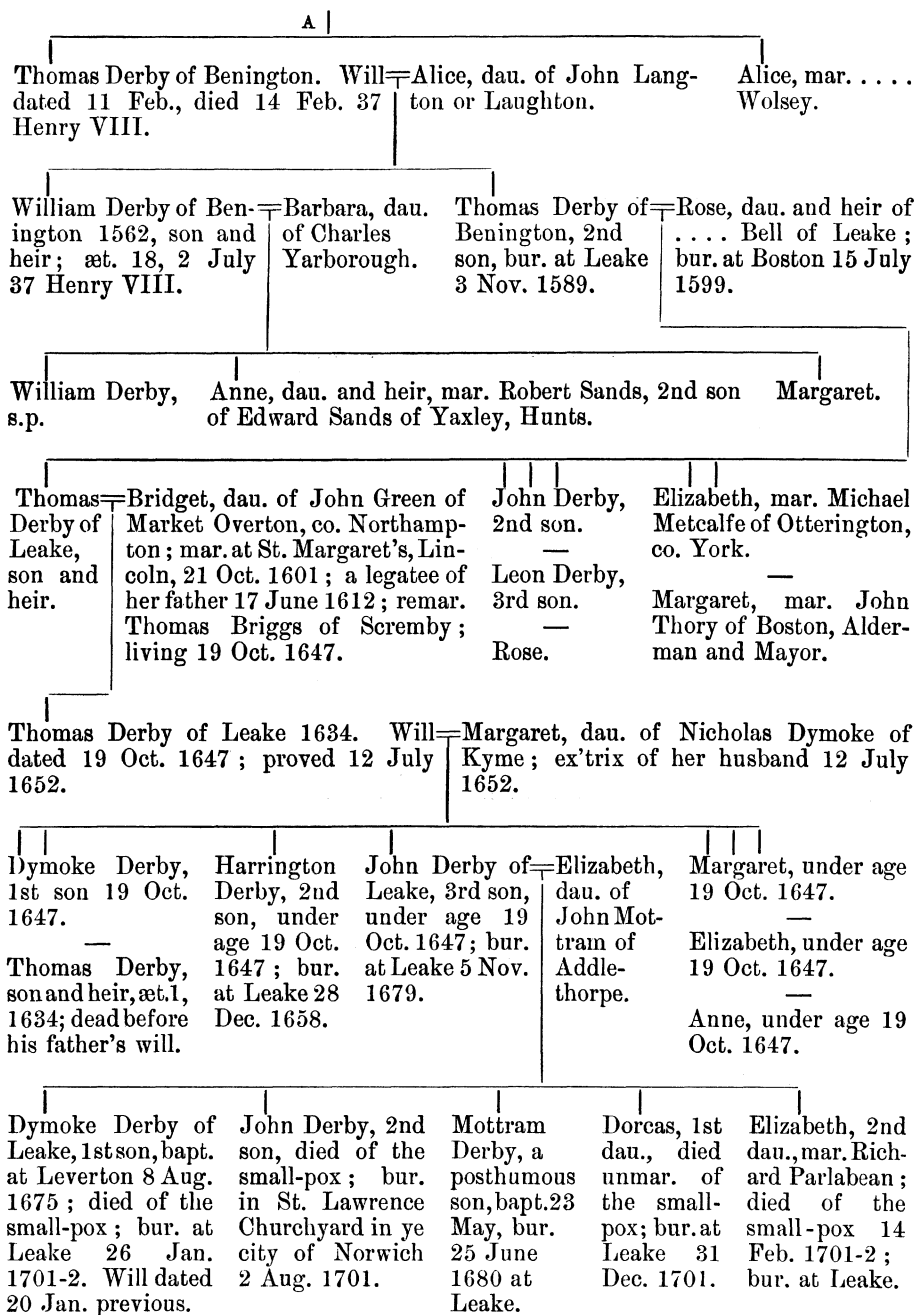 A
Thomas Derby of Benington. Will
dated 11 Feb., died 14 Feb. 37
Henry VIII.
Alice, dau. of John Lang-
ton or Laughton.
Alice, mar. . . . . .
Wolsey.
William Derby of Ben-
ington 1562, son and
heir; æt. 18, 2 July
37 Henry VIII.
Barbara, dau.
of Charles
Yarborough.
Thomas Derby of
Benington, 2nd
son, bur. at Leake
3 Nov. 1589.
Rose, dau. and heir of
. . . . Bell of Leake;
bur. at Boston 15 July
1599.
William Derby,
s.p.
Anne, dau. and heir, mar. Robert Sands, 2nd son
of Edward Sands of Yaxley, Hunts.
Margaret.
Thomas
Derby of
Leake,
son and
heir.
Bridget, dau. of John Green of
Market Overton, co. Northamp-
ton; mar. at St. Margaret's, Lin-
coln, 21 Oct. 1601; a legatee of
her father 17 June 1612; remar.
Thomas Briggs of Scremby;
living 19 Oct. 1647.
John Derby,
2nd son.
—
Leon Derby,
3rd son.
—
Rose.
Elizabeth, mar. Michael
Metcalfe of Otterington,
co. York.
—
Margaret, mar. John
Thory of Boston, Alder-
man and Mayor.
Thomas Derby of Leake 1634. Will
dated 19 Oct. 1647; proved 12 July
1652.
Margaret, dau. of Nicholas Dymoke of
Kyme; ex'trix of her husband 12 July
1652.
Dymoke Derby,
1st son 19 Oct.
1647.
—
Thomas Derby,
son and heir, æt. 1,
1634; dead before
his father's will.
Harrington
Derby, 2nd
son, under
age 19 Oct.
1647; bur.
at Leake 28
Dec. 1658.
John Derby of
Leake, 3rd son,
under age 19
Oct. 1647; bur.
at Leake 5 Nov.
1679.
Elizabeth,
dau. of
John Mot-
tram of
Addle-
thorpe.
Margaret, under age
19 Oct. 1647.
—
Elizabeth, under age
19 Oct. 1647.
—
Anne, under age 19
Oct. 1647.
Dymoke Derby of
Leake, 1st son, bapt.
at Leverton 8 Aug.
1675; died of the
small-pox; bur. at
Leake 26 Jan.
1701-2. Will dated
20 Jan. previous.
John Derby, 2nd
son, died of the
small-pox; bur.
in St. Lawrence
Churchyard in ye
city of Norwich
2 Aug. 1701.
Mottram
Derby, a
posthumous
son, bapt. 23
May, bur.
25 June
1680 at
Leake.
Dorcas, 1st
dau., died
unmar. of
the small-
pox; bur. at
Leake 31
Dec. 1701.
Elizabeth, 2nd
dau., mar. Rich-
ard Parlabean;
died of the
small-pox 14
Feb. 1701-2;
bur. at Leake.